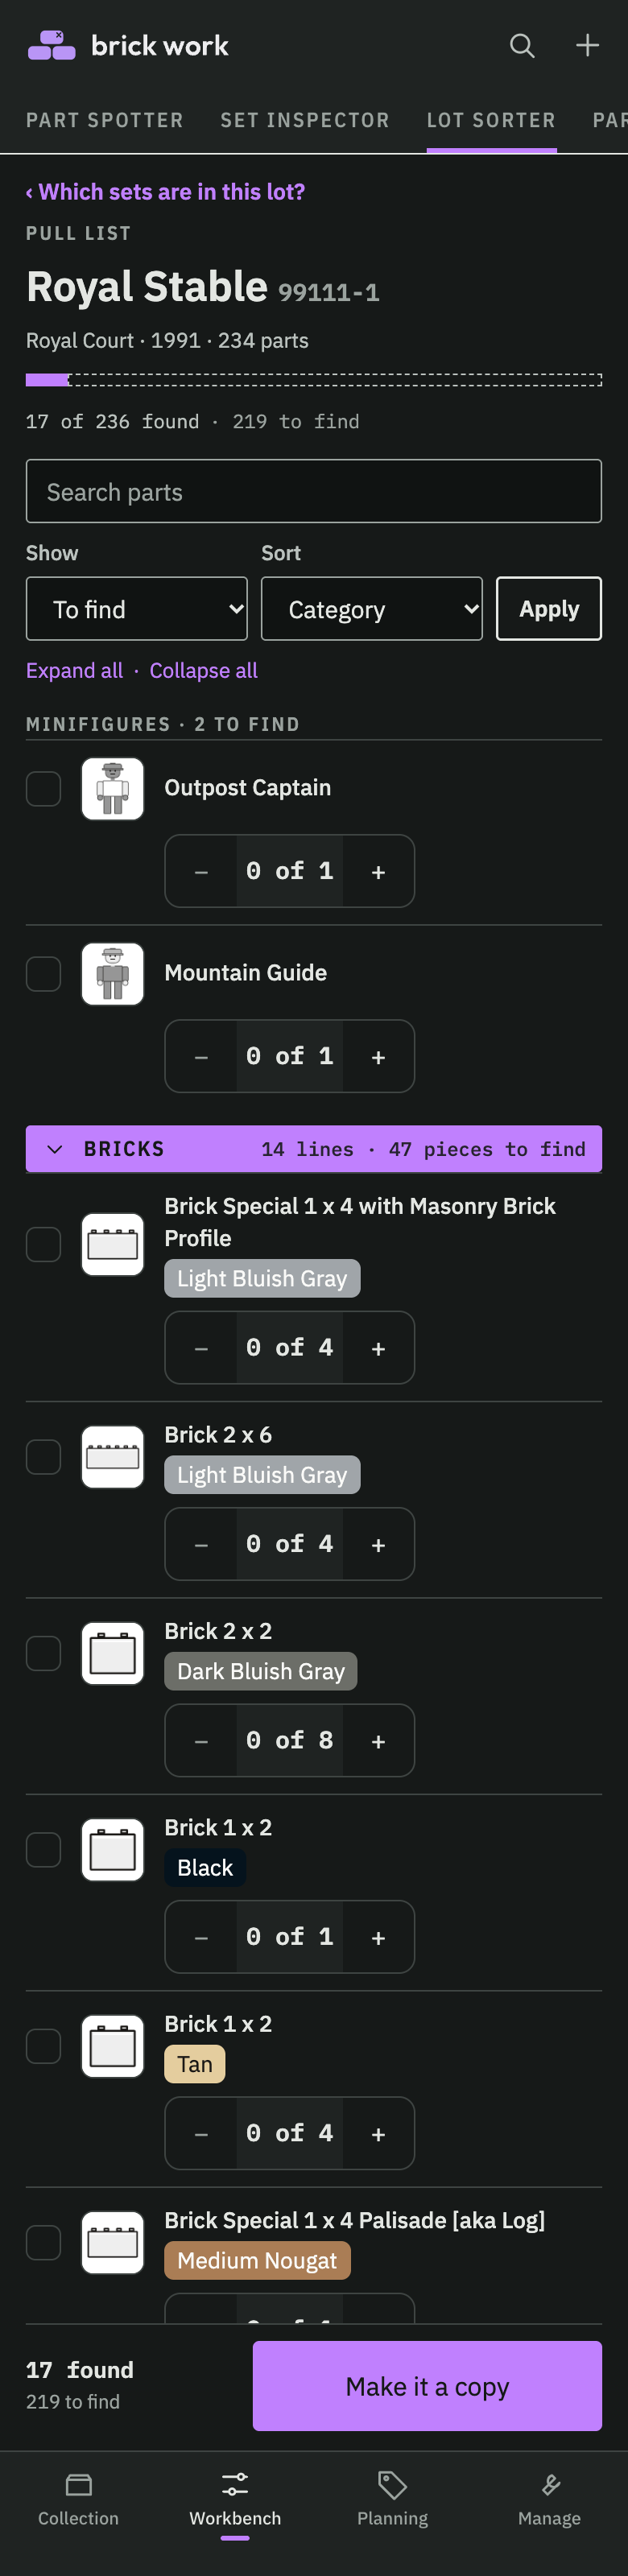 brick work
PART SPOTTER SET INSPECTOR LOT SORTER PAR
‹ Which sets are in this lot?
PULL LIST
Royal Stable 99111-1
Royal Court · 1991 · 234 parts
17 of 236 found · 219 to find
Search parts
Show Sort
To find Category Apply
Expand all · Collapse all
MINIFIGURES · 2 TO FIND
Outpost Captain
− 0 of 1 +
Mountain Guide
− 0 of 1 +
BRICKS 14 lines · 47 pieces to find
Brick Special 1 x 4 with Masonry Brick
Profile
Light Bluish Gray
− 0 of 4 +
Brick 2 x 6
Light Bluish Gray
− 0 of 4 +
Brick 2 x 2
Dark Bluish Gray
− 0 of 8 +
Brick 1 x 2
Black
− 0 of 1 +
Brick 1 x 2
Tan
− 0 of 4 +
Brick Special 1 x 4 Palisade [aka Log]
Medium Nougat
17 found
219 to find
Make it a copy
Collection Workbench Planning Manage